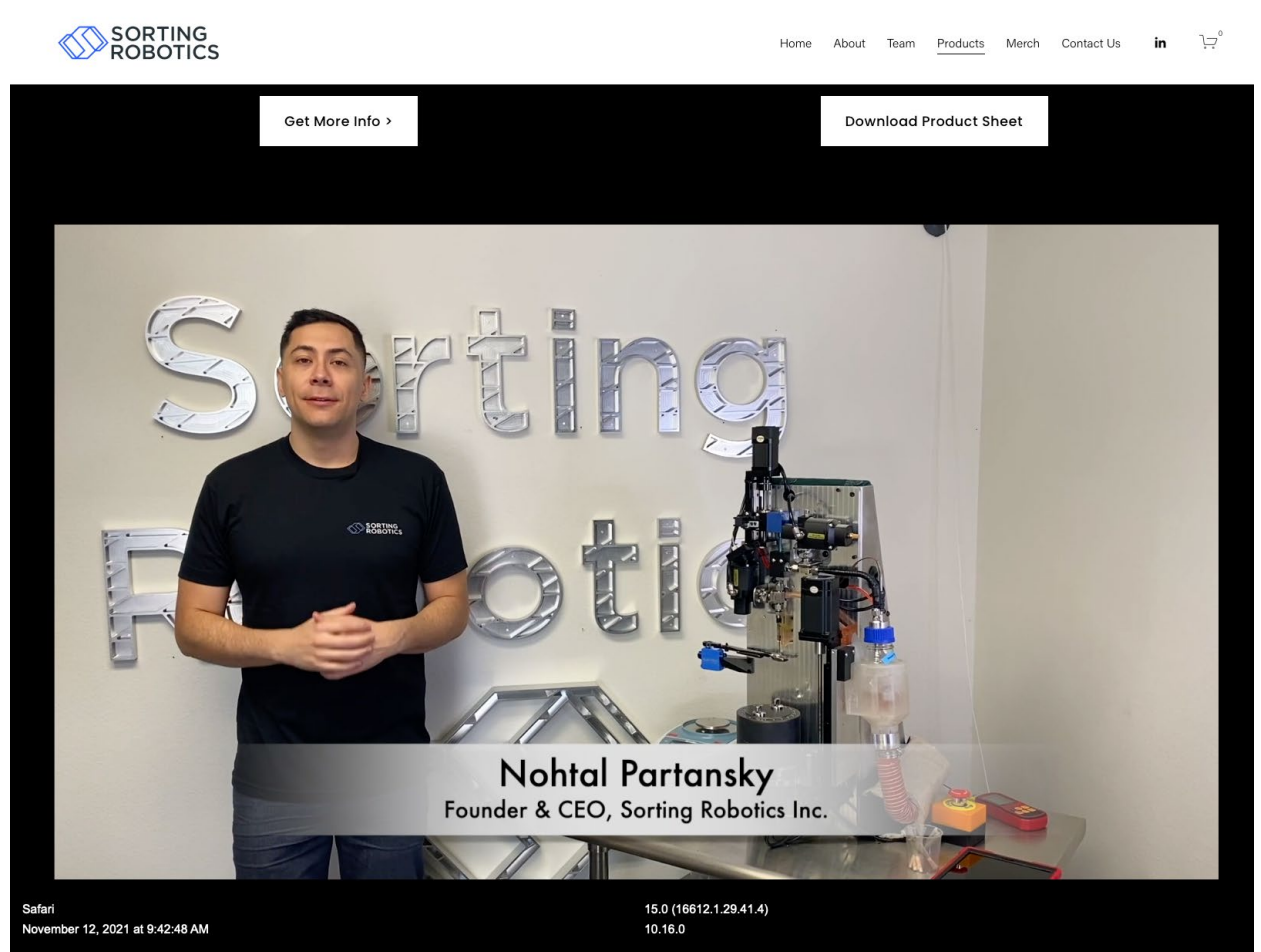 SORTING
ROBOTICS
Home About Team Products Merch Contact Us in 0
Get More Info >
Download Product Sheet
Sorting
SORTING
ROBOTICS
Nohtal Partansky
Founder & CEO, Sorting Robotics Inc.
Safari
November 12, 2021 at 9:42:48 AM
15.0 (16612.1.29.41.4)
10.16.0